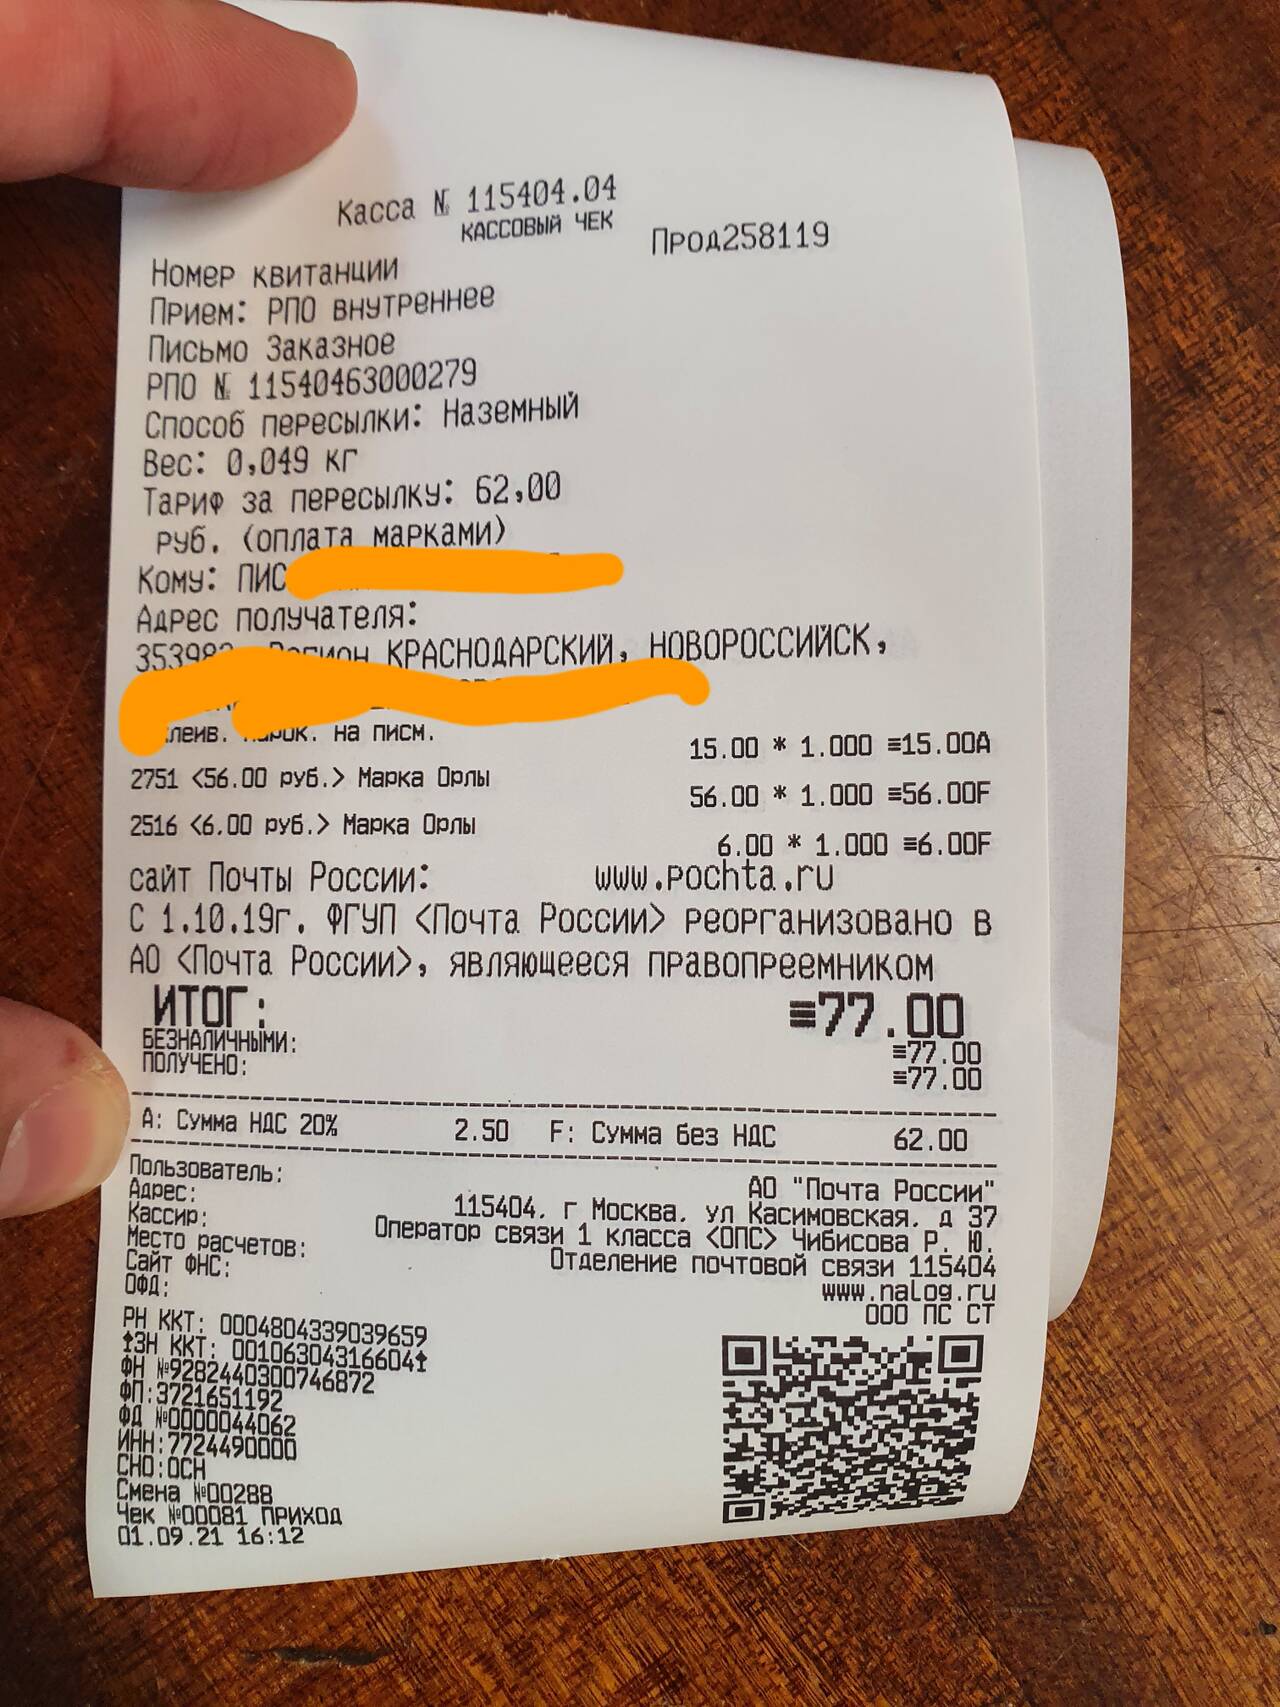 Касса № 115404.04
КАССОВЫЙ ЧЕК
Прод258119
Номер квитанции
Прием: РПО внутреннее
Письмо Заказное
РПО № 11540463000279
Способ пересылки: Наземный
Вес: 0,049 кг
Тариф за пересылку: 62,00
руб. (оплата марками)
Кому: ПИС
Адрес получателя:
КРАСНОДАРСКИЙ, НОВОРОССИЙСК,
на писм.
15.00 * 1.000 ≡15.00А
2751 <56.00 руб.> Марка Орлы
56.00 * 1.000 ≡56.00F
2516 <6.00 руб.> Марка Орлы
6.00 * 1.000 ≡6.00F
сайт Почты России: www.pochta.ru
С 1.10.19г. ФГУП <Почта России> реорганизовано в
АО <Почта России>, являющееся правопреемником
ИТОГ: ≡77.00
БЕЗНАЛИЧНЫМИ: ≡77.00
ПОЛУЧЕНО: ≡77.00
А: Сумма НДС 20% 2.50 F: Сумма без НДС 62.00
Пользователь: АО "Почта России"
Адрес: 115404, г Москва, ул Касимовская, д 37
Кассир: Оператор связи 1 класса <ОПС> Чибисова Р. Ю.
Место расчетов: Отделение почтовой связи 115404
Сайт ФНС: www.nalog.ru
ОФД: ООО ПС СТ
РН ККТ: 0004804339039659
↑ЗН ККТ: 00106304316604↑
ФН №9282440300746872
ФП:3721651192
ФД №0000044062
ИНН:7724490000
СНО:ОСН
Смена №00288
Чек №00081 ПРИХОД
01.09.21 16:12